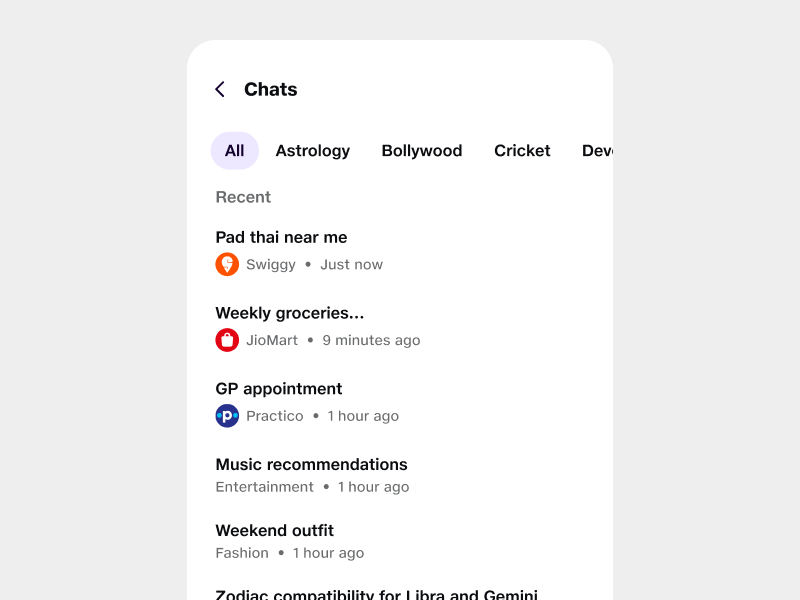 Chats
All Astrology Bollywood Cricket Dev
Recent
Pad thai near me
Swiggy • Just now
Weekly groceries...
JioMart • 9 minutes ago
GP appointment
p Practico • 1 hour ago
Music recommendations
Entertainment • 1 hour ago
Weekend outfit
Fashion • 1 hour ago
Zodiac compatibility for Libra and Gemini